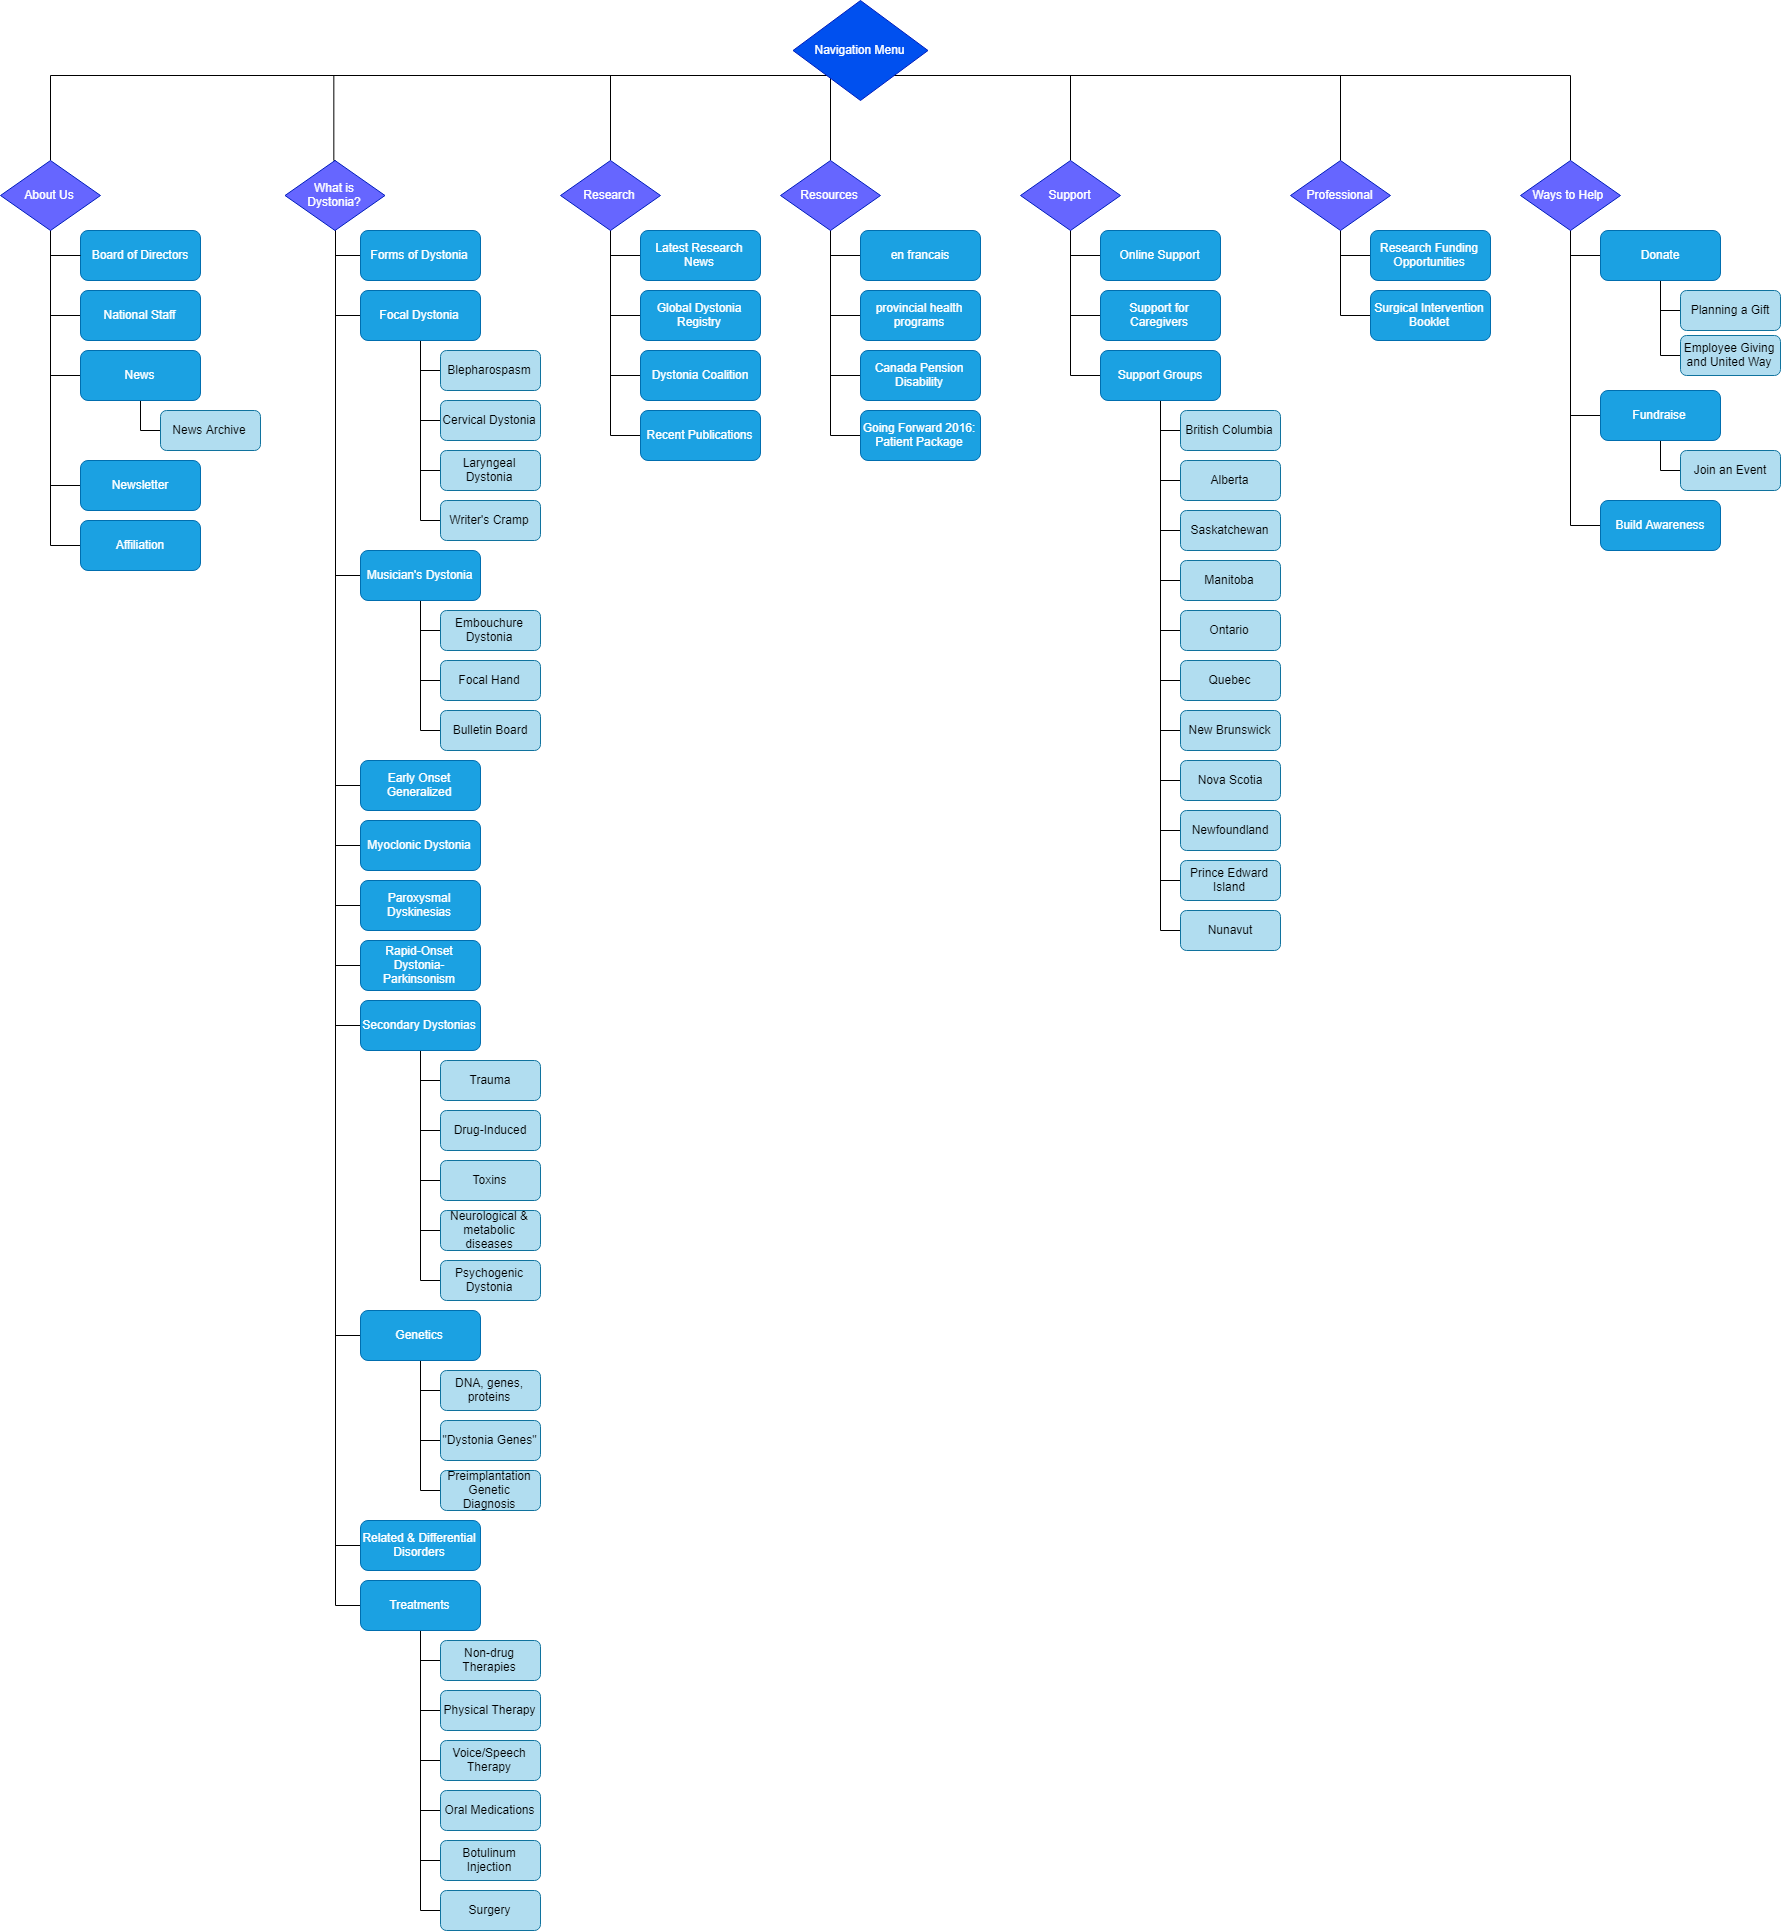 Navigation Menu
About Us
Board of Directors
National Staff
News
News Archive
Newsletter
Affiliation
What is
Dystonia?
Forms of Dystonia
Focal Dystonia
Blepharospasm
Cervical Dystonia
Laryngeal
Dystonia
Writer's Cramp
Musician's Dystonia
Embouchure
Dystonia
Focal Hand
Bulletin Board
Early Onset
Generalized
Myoclonic Dystonia
Paroxysmal
Dyskinesias
Rapid-Onset
Dystonia-
Parkinsonism
Secondary Dystonias
Trauma
Drug-Induced
Toxins
Neurological &
metabolic
diseases
Psychogenic
Dystonia
Genetics
DNA, genes,
proteins
"Dystonia Genes"
Preimplantation
Genetic
Diagnosis
Related & Differential
Disorders
Treatments
Non-drug
Therapies
Physical Therapy
Voice/Speech
Therapy
Oral Medications
Botulinum
Injection
Surgery
Research
Latest Research
News
Global Dystonia
Registry
Dystonia Coalition
Recent Publications
Resources
en francais
provincial health
programs
Canada Pension
Disability
Going Forward 2016:
Patient Package
Support
Online Support
Support for
Caregivers
Support Groups
British Columbia
Alberta
Saskatchewan
Manitoba
Ontario
Quebec
New Brunswick
Nova Scotia
Newfoundland
Prince Edward
Island
Nunavut
Professional
Research Funding
Opportunities
Surgical Intervention
Booklet
Ways to Help
Donate
Planning a Gift
Employee Giving
and United Way
Fundraise
Join an Event
Build Awareness